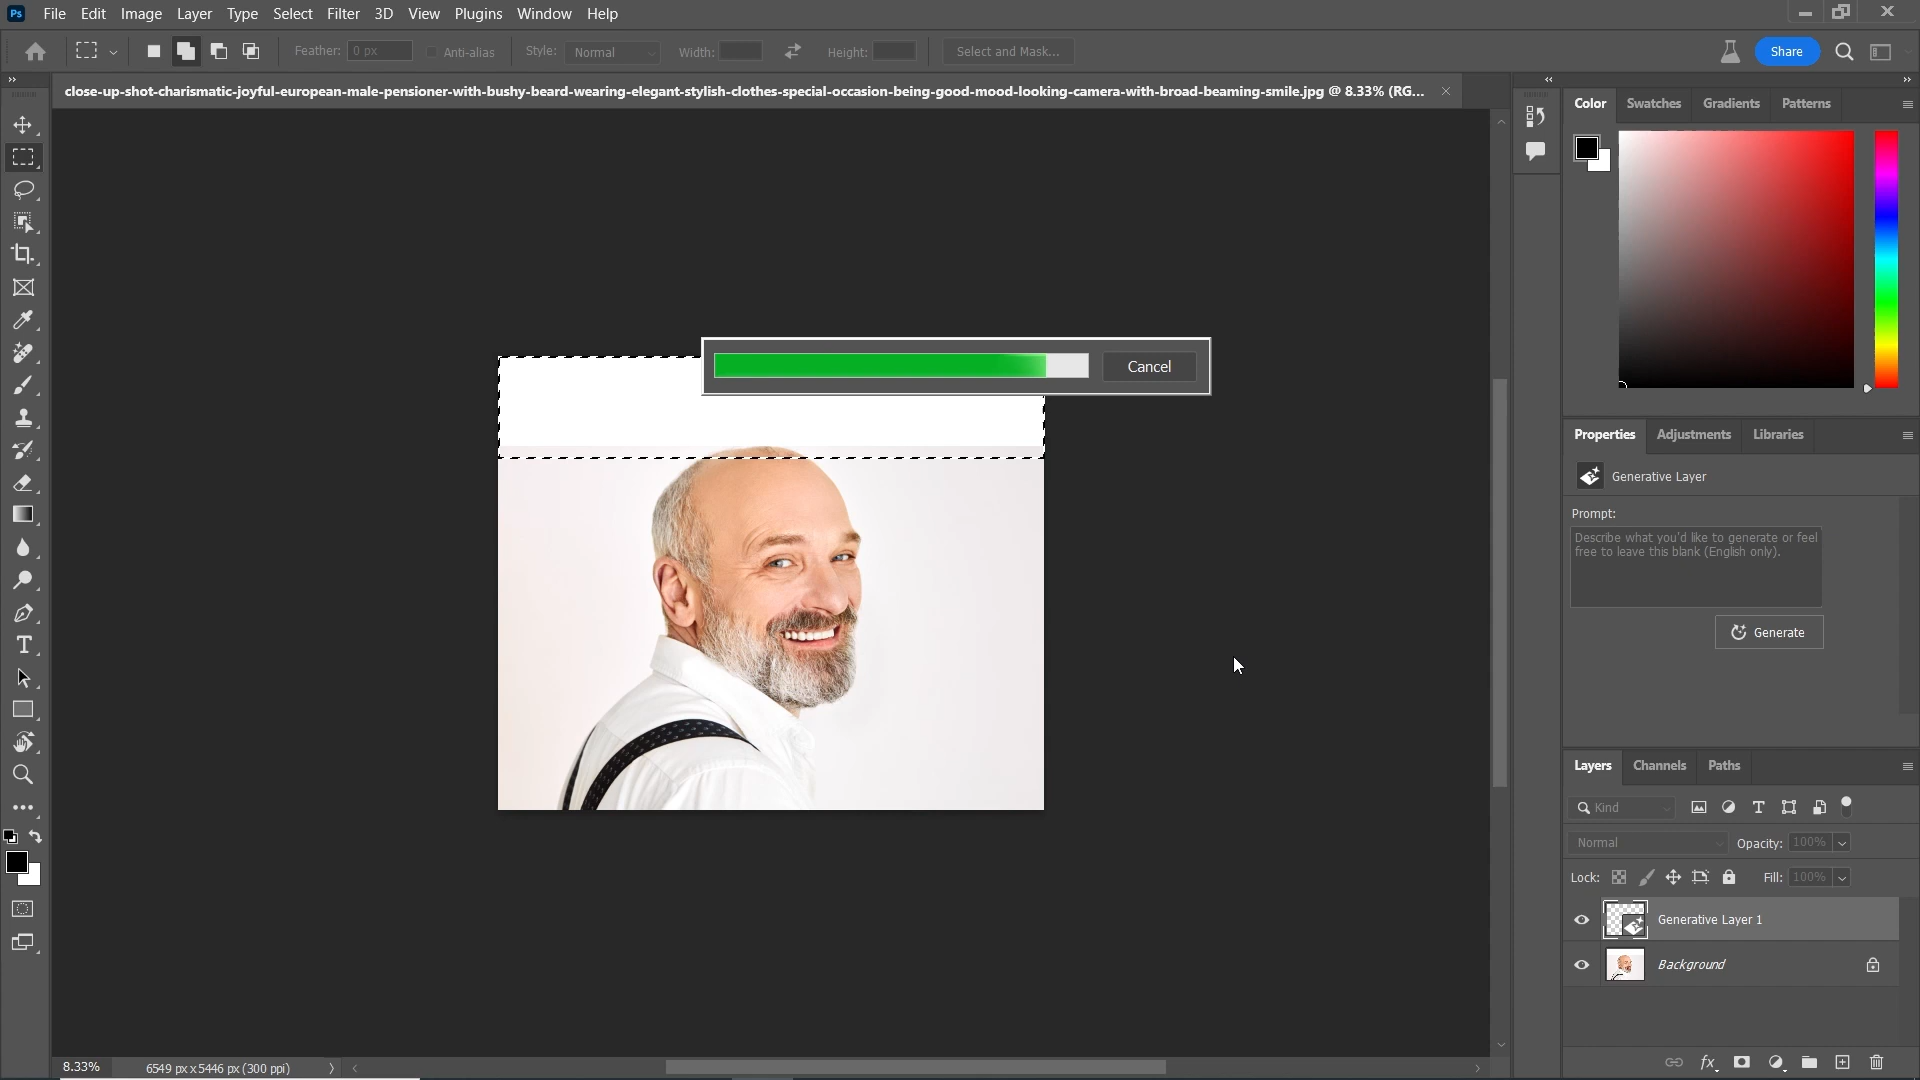 Ps File Edit Image Layer Type Select Filter 3D View Plugins Window Help
Feather: 0 px Anti-alias Style: Normal Width: Height: Select and Mask... Share
close-up-shot-charismatic-joyful-european-male-pensioner-with-bushy-beard-wearing-elegant-stylish-clothes-special-occasion-being-good-mood-looking-camera-with-broad-beaming-smile.jpg @ 8.33% (RG...
Color Swatches Gradients Patterns
Cancel
Properties Adjustments Libraries
Generative Layer
Prompt:
Describe what you'd like to generate or feel
free to leave this blank (English only).
Generate
Layers Channels Paths
Kind
Normal Opacity: 100%
Lock: Fill: 100%
Generative Layer 1
Background
fx
8.33% 6549 px x 5446 px (300 ppi)